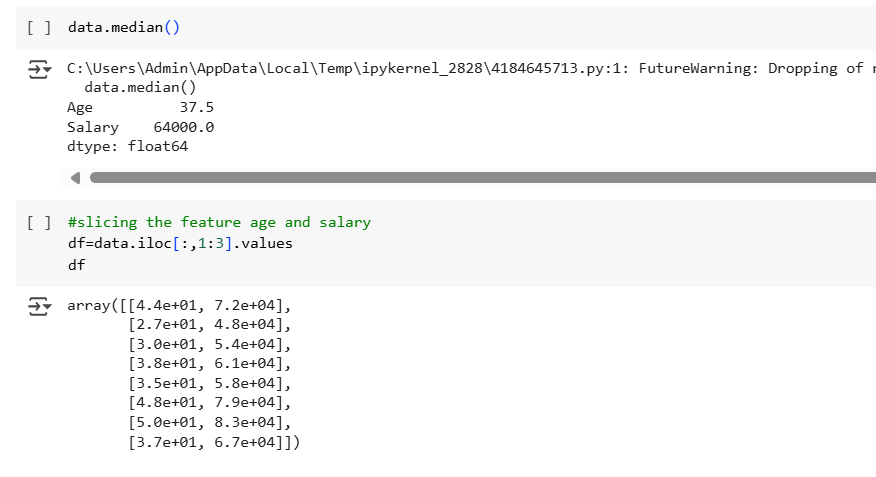 [ ] data.median()
C:\Users\Admin\AppData\Local\Temp\ipykernel_2828\4184645713.py:1: FutureWarning: Dropping of
data.median()
Age 37.5
Salary 64000.0
dtype: float64
[ ] #slicing the feature age and salary
df=data.iloc[:,1:3].values
df
array([[4.4e+01, 7.2e+04],
[2.7e+01, 4.8e+04],
[3.0e+01, 5.4e+04],
[3.8e+01, 6.1e+04],
[3.5e+01, 5.8e+04],
[4.8e+01, 7.9e+04],
[5.0e+01, 8.3e+04],
[3.7e+01, 6.7e+04]])